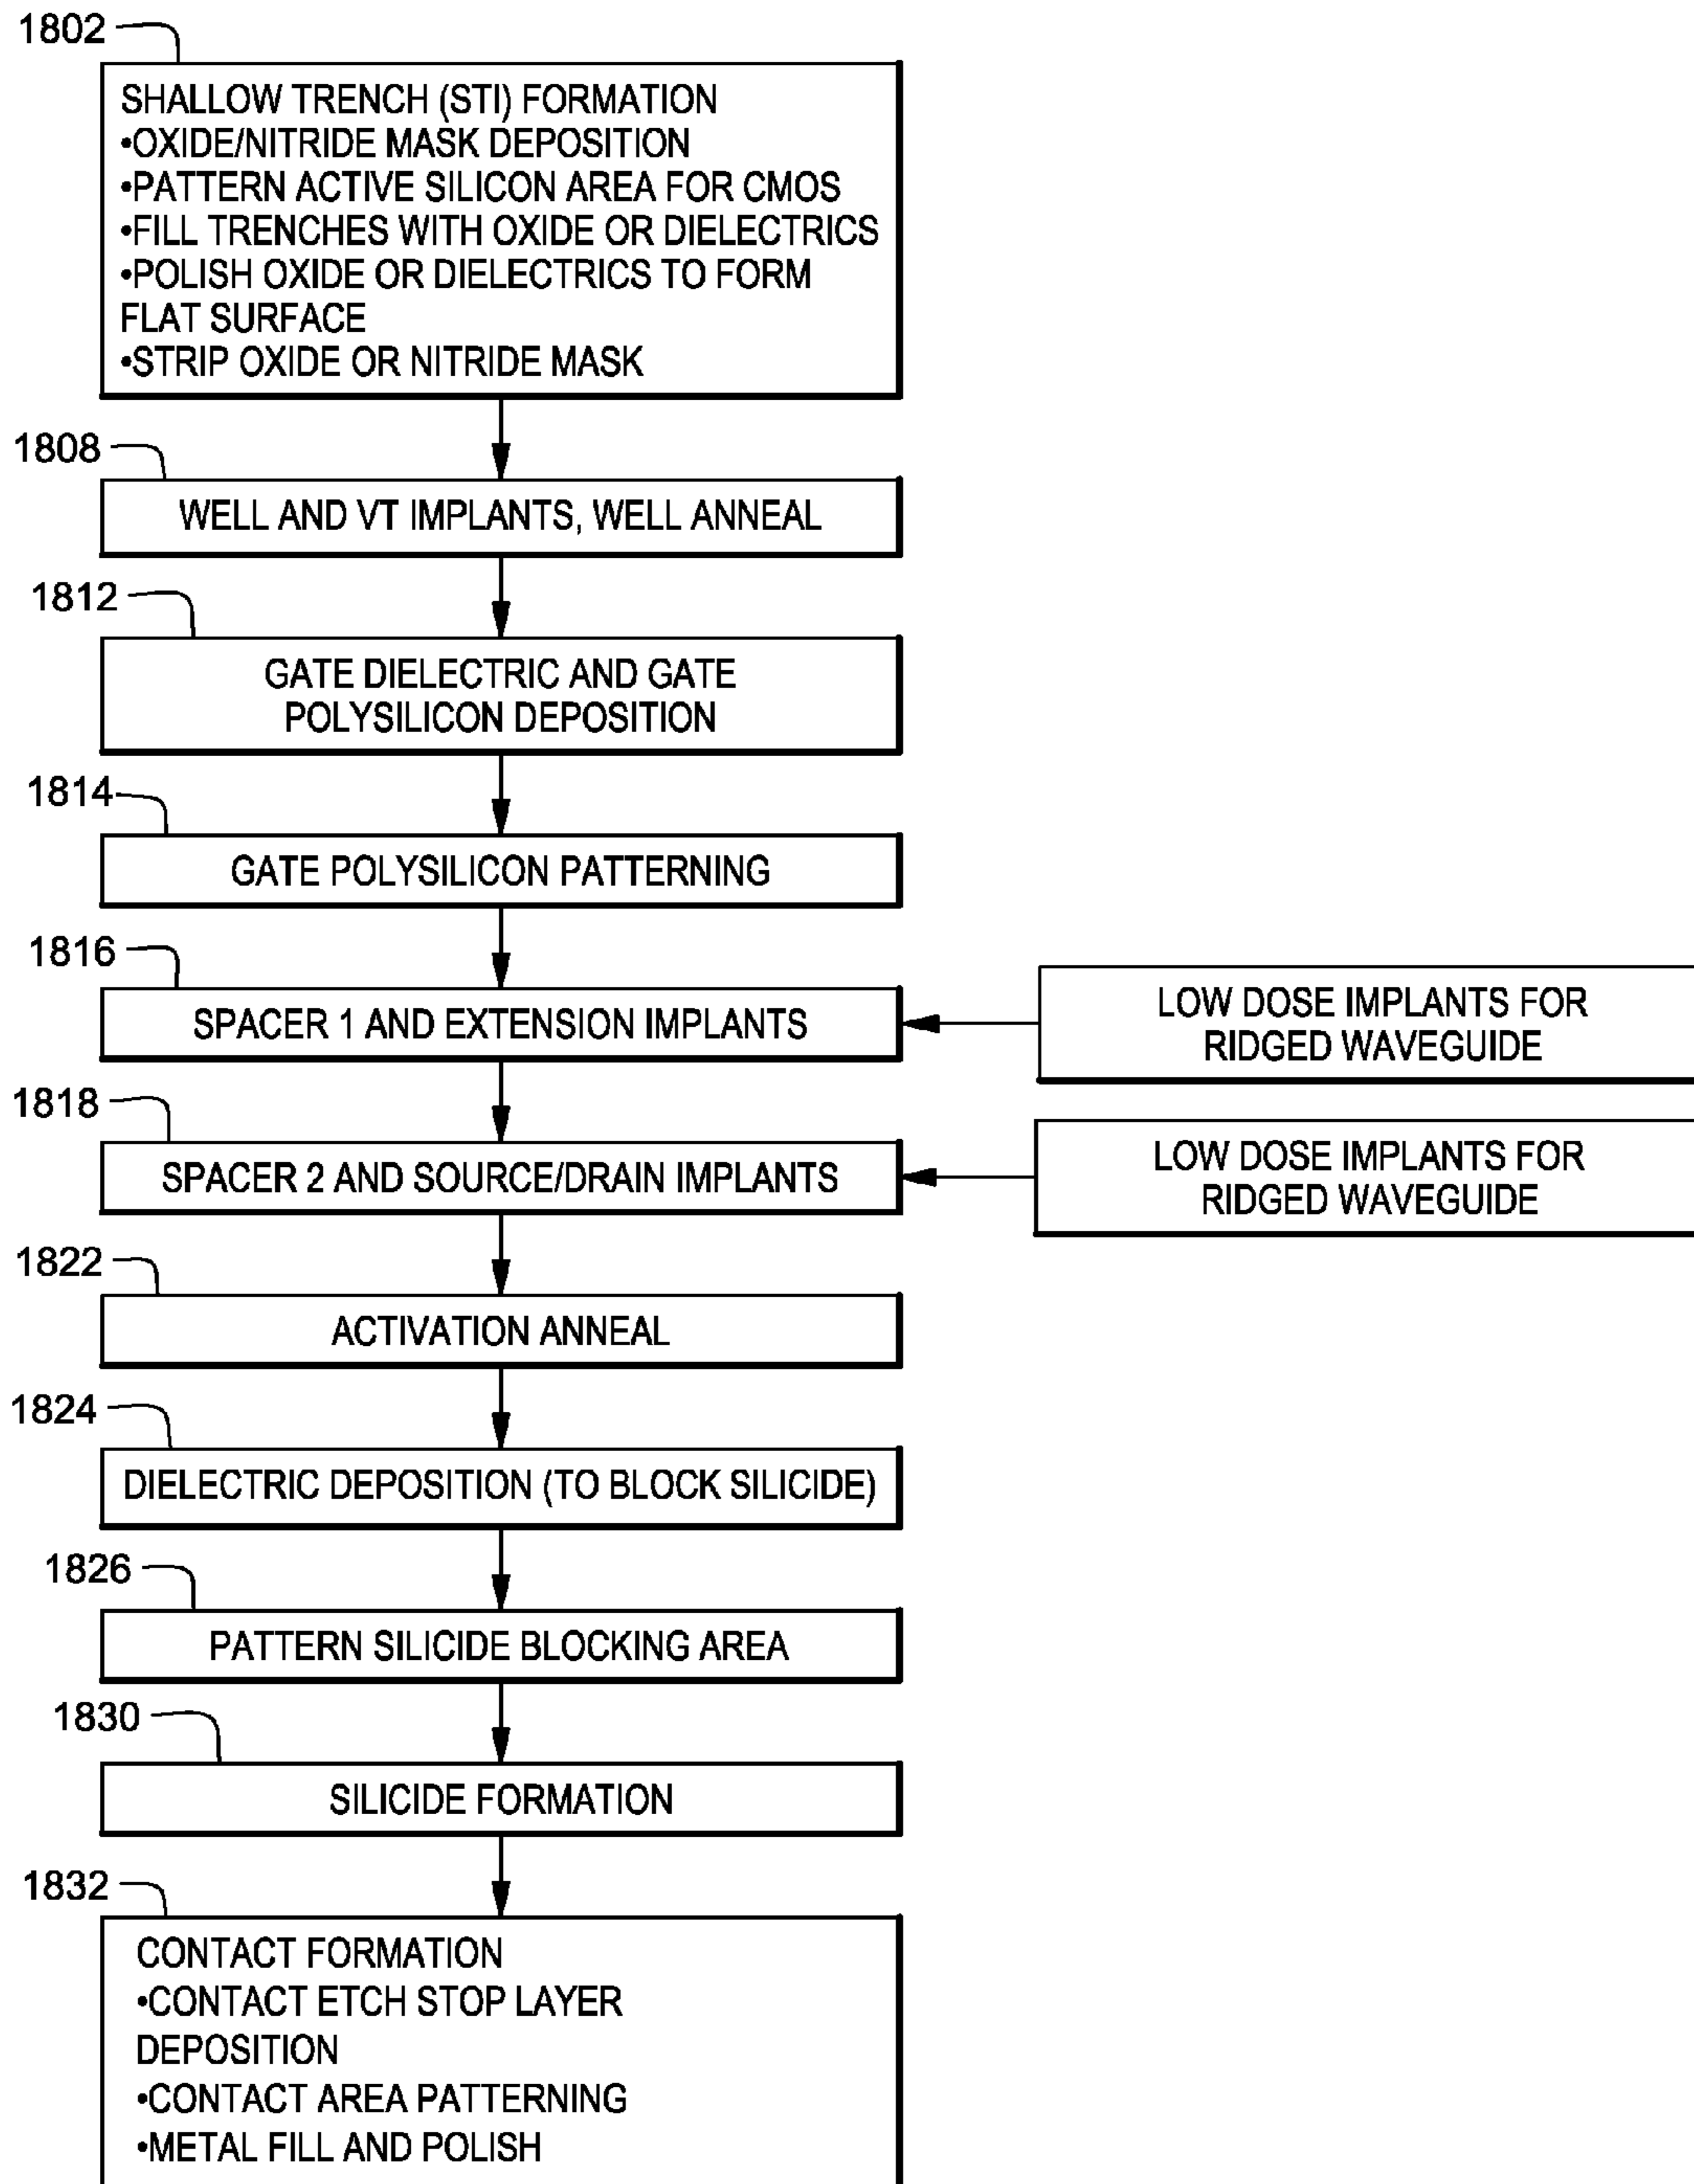 1802
SHALLOW TRENCH (STI) FORMATION
•OXIDE/NITRIDE MASK DEPOSITION
•PATTERN ACTIVE SILICON AREA FOR CMOS
•FILL TRENCHES WITH OXIDE OR DIELECTRICS
•POLISH OXIDE OR DIELECTRICS TO FORM
FLAT SURFACE
•STRIP OXIDE OR NITRIDE MASK
1808
WELL AND VT IMPLANTS, WELL ANNEAL
1812
GATE DIELECTRIC AND GATE
POLYSILICON DEPOSITION
1814
GATE POLYSILICON PATTERNING
1816
SPACER 1 AND EXTENSION IMPLANTS
LOW DOSE IMPLANTS FOR
RIDGED WAVEGUIDE
1818
SPACER 2 AND SOURCE/DRAIN IMPLANTS
LOW DOSE IMPLANTS FOR
RIDGED WAVEGUIDE
1822
ACTIVATION ANNEAL
1824
DIELECTRIC DEPOSITION (TO BLOCK SILICIDE)
1826
PATTERN SILICIDE BLOCKING AREA
1830
SILICIDE FORMATION
1832
CONTACT FORMATION
•CONTACT ETCH STOP LAYER
DEPOSITION
•CONTACT AREA PATTERNING
•METAL FILL AND POLISH